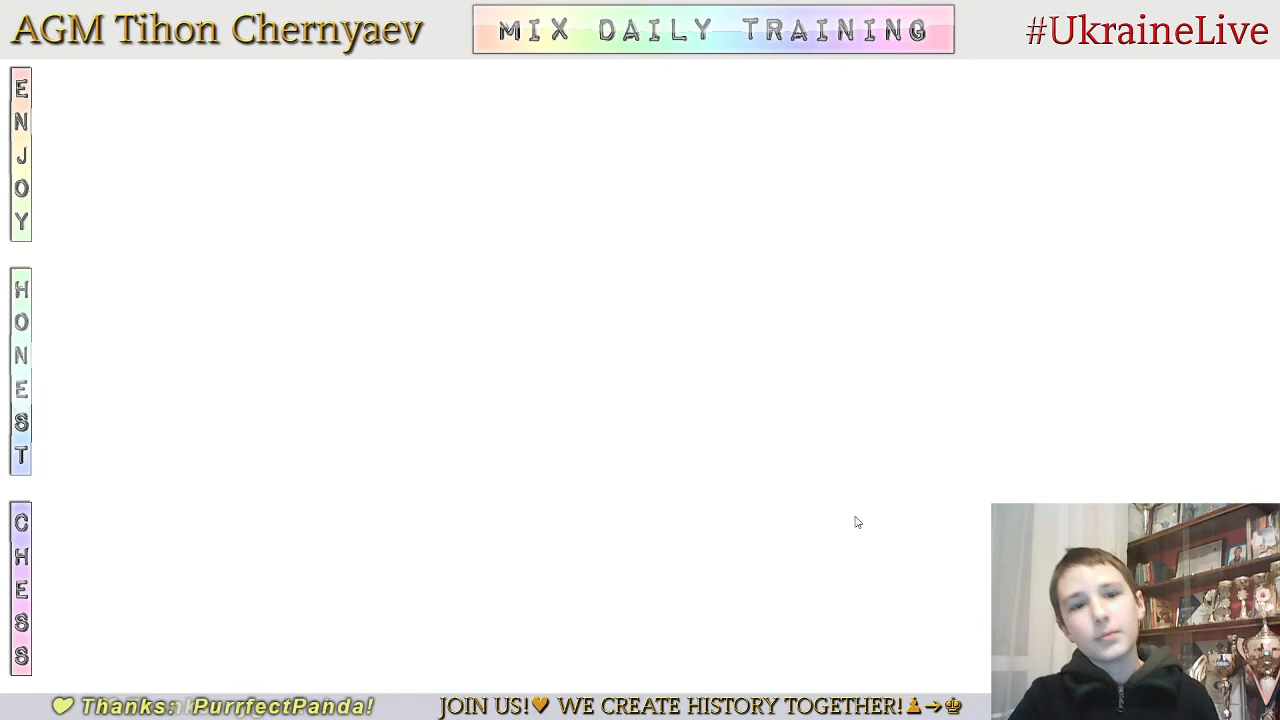 AGM Tihon Chernyaev
MIX DAILY TRAINING
#UkraineLive
ENJOY
HONEST
CHESS
Thanks: PurrfectPanda!
JOIN US! WE CREATE HISTORY TOGETHER!